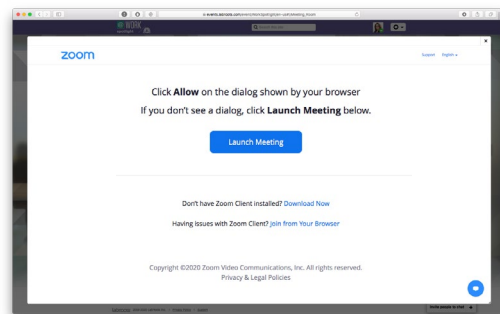 zoom
Support English
Click Allow on the dialog shown by your browser
If you don't see a dialog, click Launch Meeting below.
Launch Meeting
Don't have Zoom Client installed? Download Now
Having issues with Zoom Client? Join from Your Browser
Copyright ©2020 Zoom Video Communications, Inc. All rights reserved.
Privacy & Legal Policies